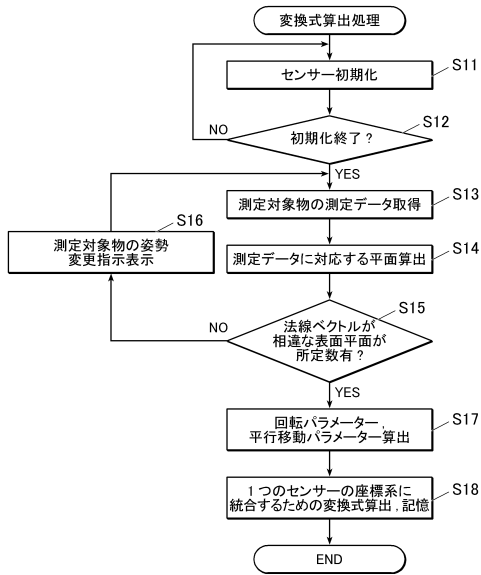 変換式算出処理
センサー初期化
S11
初期化終了？
S12
NO
YES
測定対象物の測定データ取得
S13
S16
測定対象物の姿勢
変更指示表示
測定データに対応する平面算出
S14
法線ベクトルが
相違な表面平面が
所定数有？
S15
NO
YES
回転パラメーター，
平行移動パラメーター算出
S17
１つのセンサーの座標系に
統合するための変換式算出，記憶
S18
END